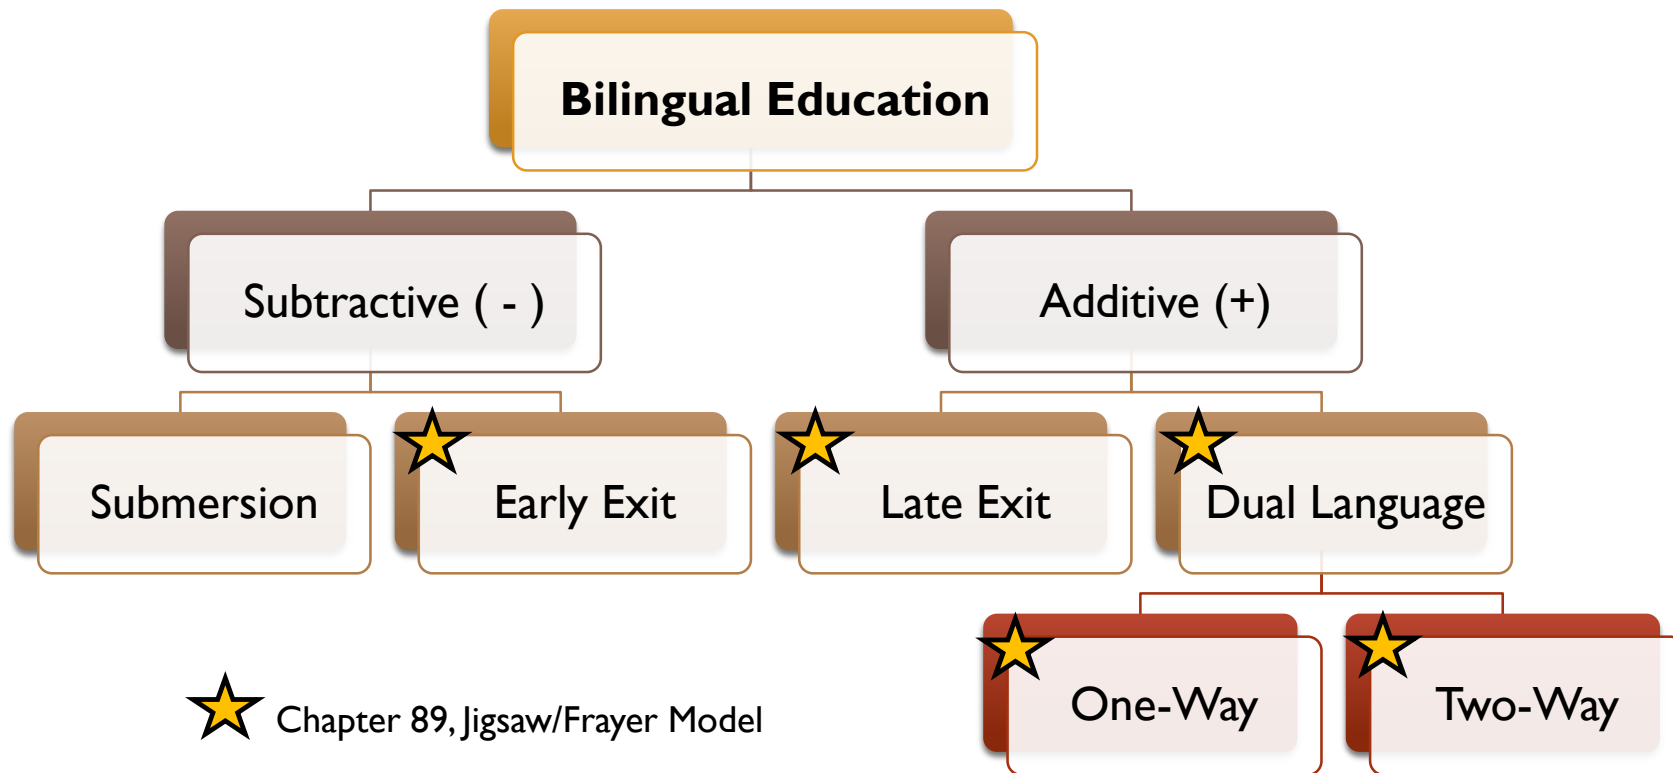 Bilingual Education
Subtractive ( - )
Additive (+)
Submersion
Early Exit
Late Exit
Dual Language
One-Way
Two-Way
Chapter 89, Jigsaw/Frayer Model